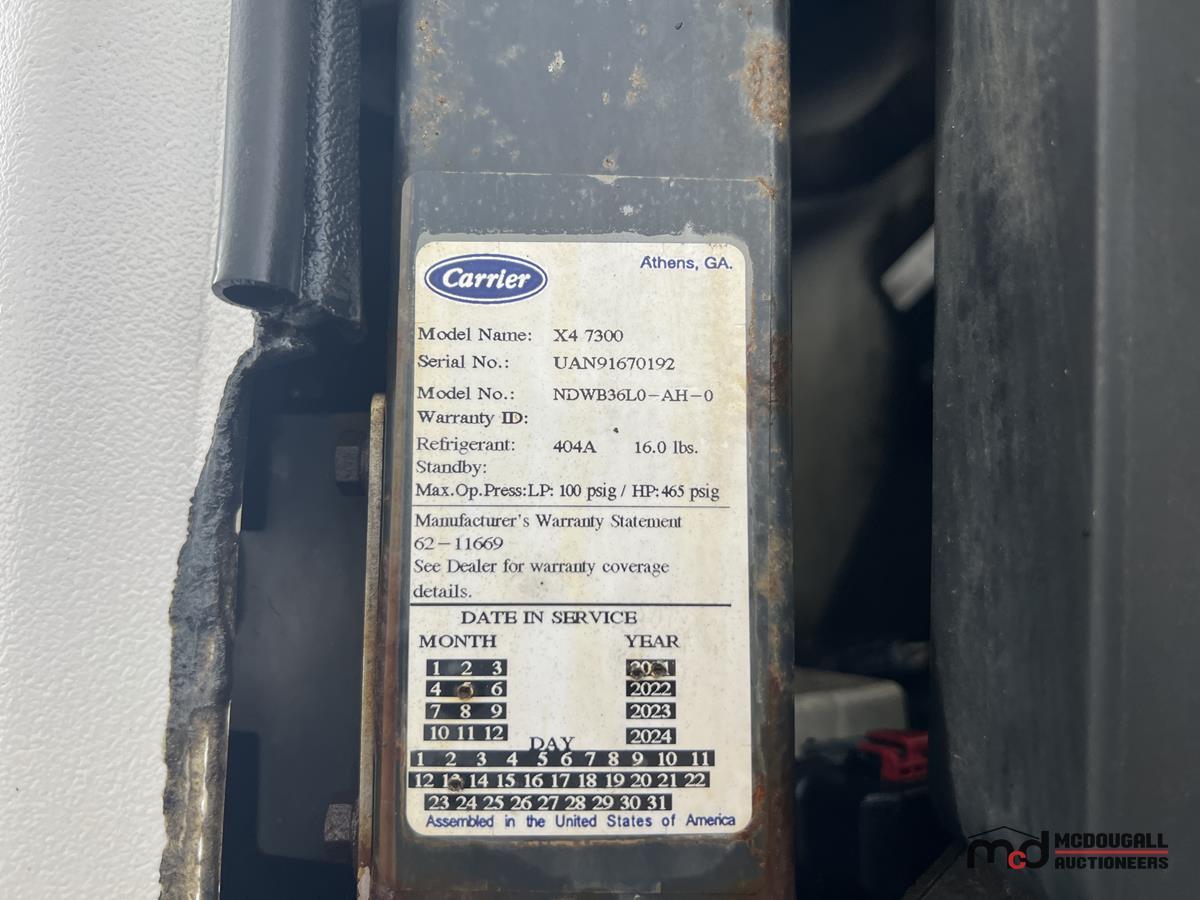 Carrier
Athens, GA.
Model Name: X4 7300
Serial No.: UAN91670192
Model No.: NDWB36L0-AH-0
Warranty ID:
Refrigerant: 404A 16.0 lbs.
Standby:
Max.Op.Press:LP: 100 psig / HP:465 psig
Manufacturer's Warranty Statement
62-11669
See Dealer for warranty coverage
details.
DATE IN SERVICE
MONTH YEAR
1 2 3 2021
4 6 2022
7 8 9 2023
10 11 12 2024
DAY
1 2 3 4 5 6 7 8 9 10 11
12 13 14 15 16 17 18 19 20 21 22
23 24 25 26 27 28 29 30 31
Assembled in the United States of America
mcd MCDOUGALL
AUCTIONEERS